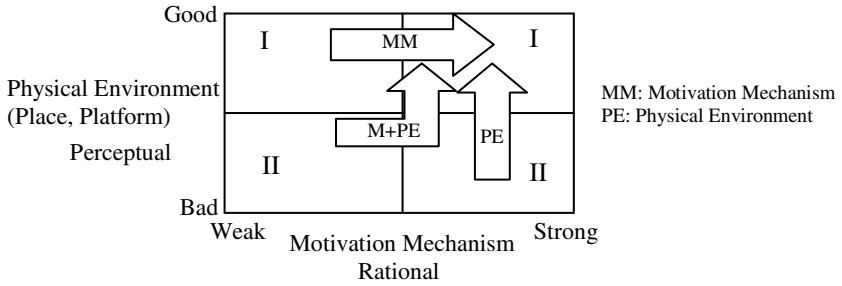 Good
I
MM
I
Physical Environment
(Place, Platform)
Perceptual
MM: Motivation Mechanism
PE: Physical Environment
M+PE
PE
II
II
Bad
Weak
Motivation Mechanism
Strong
Rational